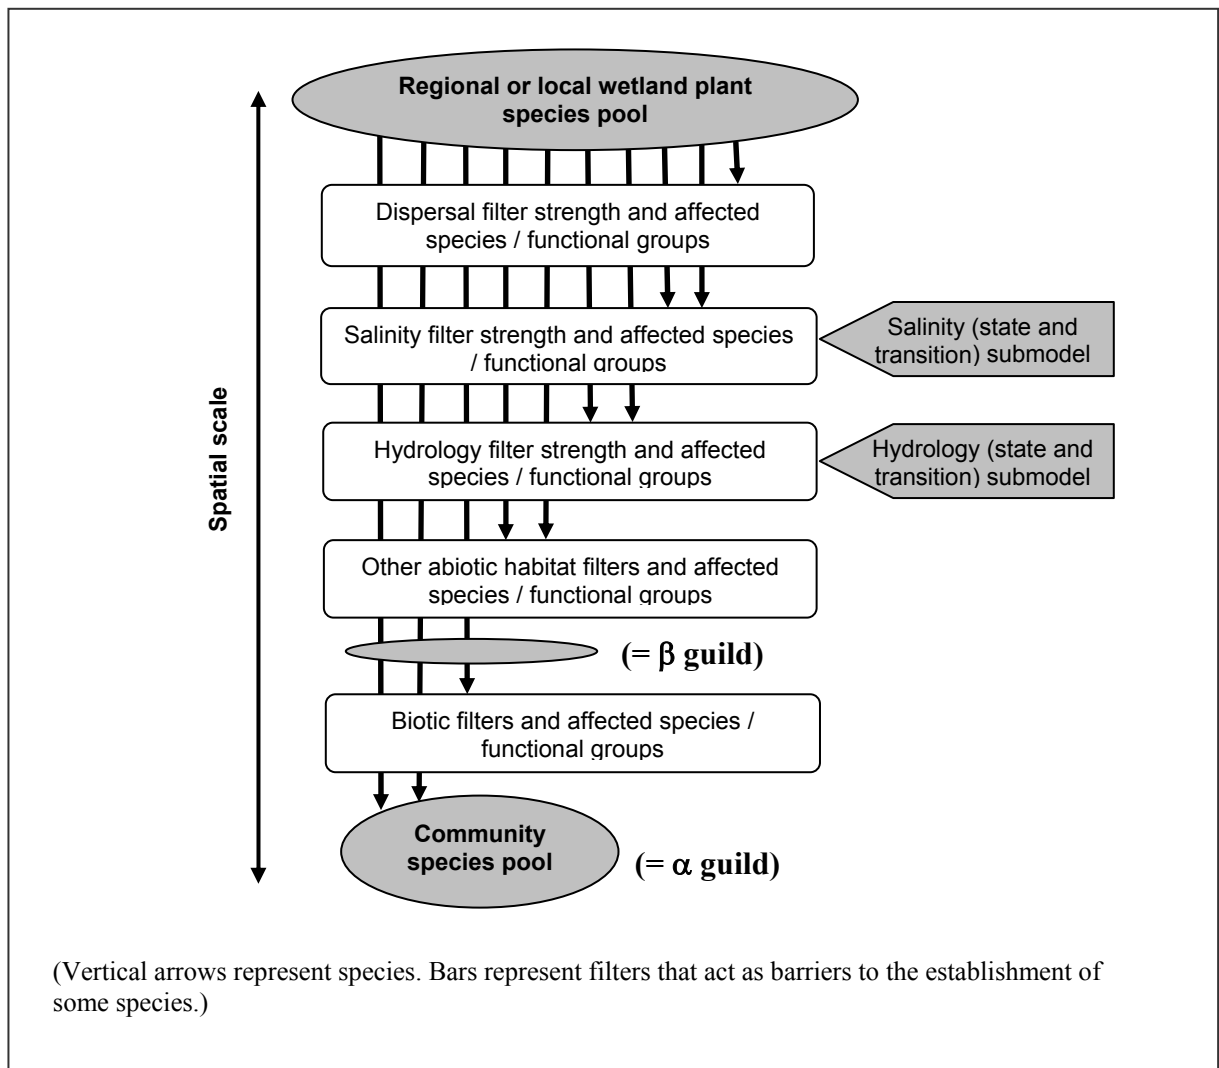 Regional or local wetland plant
species pool
Dispersal filter strength and affected
species / functional groups
Salinity filter strength and affected species
/ functional groups
Salinity (state and
transition) submodel
Spatial scale
Hydrology filter strength and affected
species / functional groups
Hydrology (state and
transition) submodel
Other abiotic habitat filters and affected
species / functional groups
(= β guild)
Biotic filters and affected species /
functional groups
Community
species pool
(= α guild)
(Vertical arrows represent species. Bars represent filters that act as barriers to the establishment of
some species.)